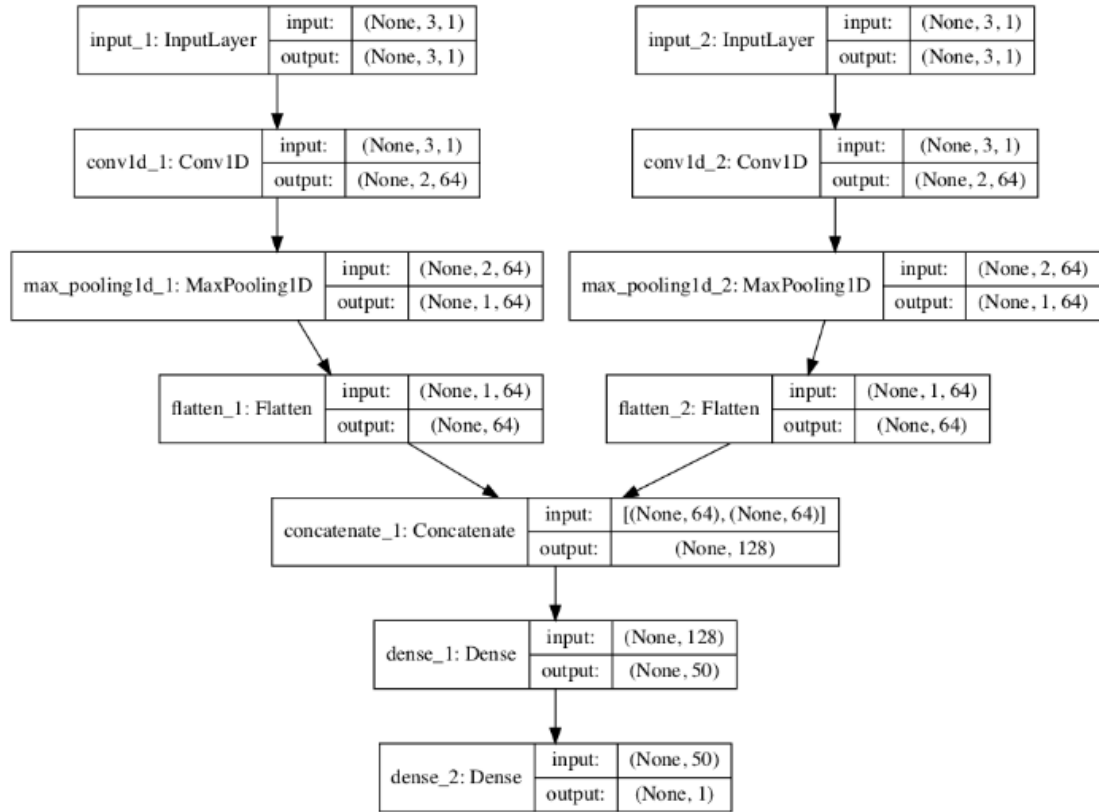 input_1: InputLayer
input: (None, 3, 1)
output: (None, 3, 1)
input_2: InputLayer
input: (None, 3, 1)
output: (None, 3, 1)
conv1d_1: Conv1D
input: (None, 3, 1)
output: (None, 2, 64)
conv1d_2: Conv1D
input: (None, 3, 1)
output: (None, 2, 64)
max_pooling1d_1: MaxPooling1D
input: (None, 2, 64)
output: (None, 1, 64)
max_pooling1d_2: MaxPooling1D
input: (None, 2, 64)
output: (None, 1, 64)
flatten_1: Flatten
input: (None, 1, 64)
output: (None, 64)
flatten_2: Flatten
input: (None, 1, 64)
output: (None, 64)
concatenate_1: Concatenate
input: [(None, 64), (None, 64)]
output: (None, 128)
dense_1: Dense
input: (None, 128)
output: (None, 50)
dense_2: Dense
input: (None, 50)
output: (None, 1)